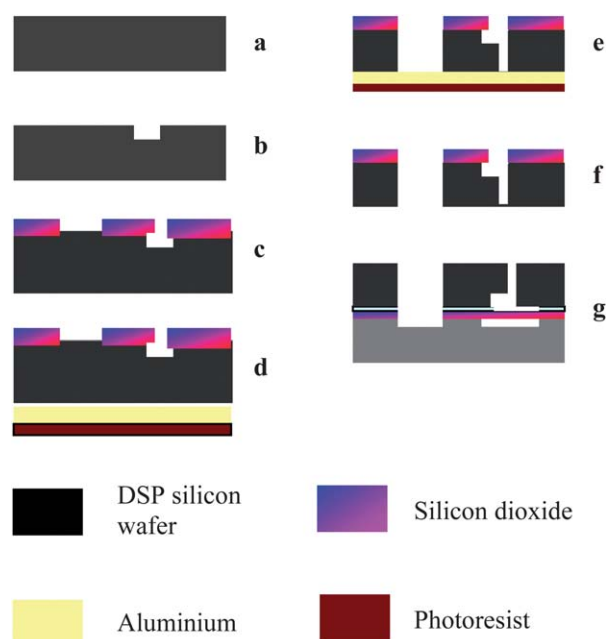 a
b
c
d
e
f
g
DSP silicon
wafer
Silicon dioxide
Aluminium
Photoresist